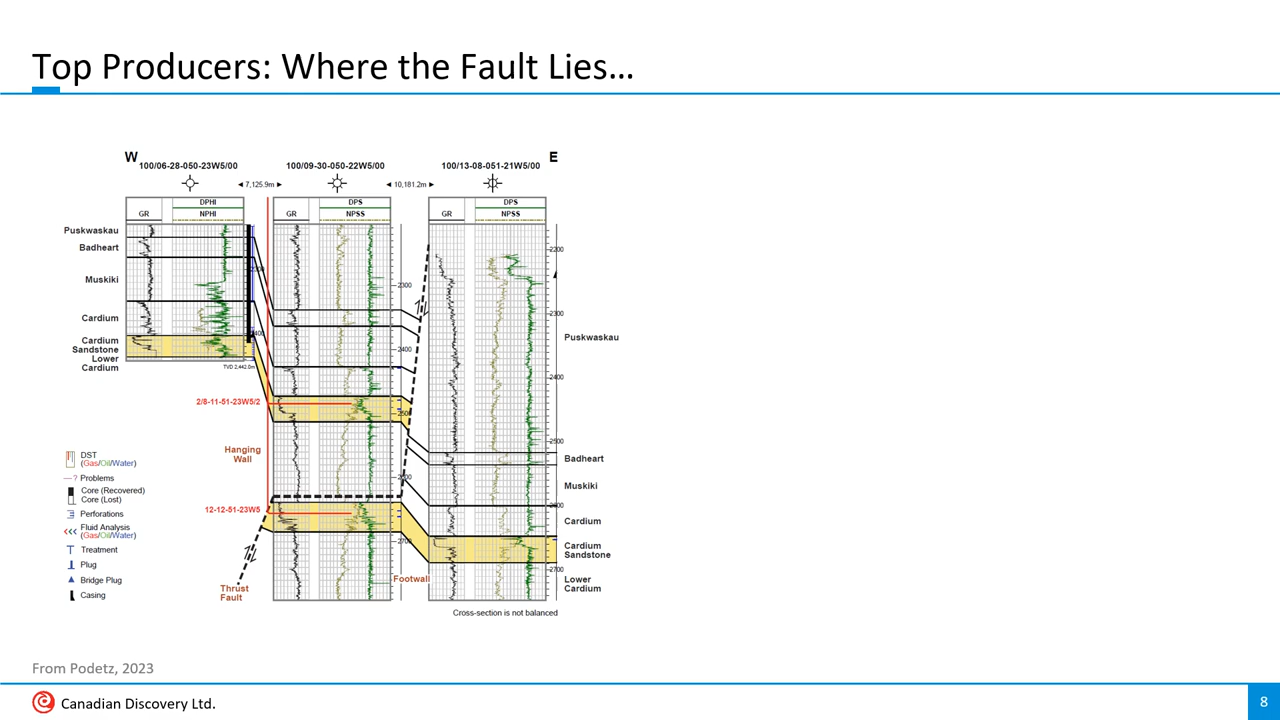 Top Producers: Where the Fault Lies…
W
E
100/06-28-050-23W5/00
100/09-30-050-22W5/00
100/13-08-051-21W5/00
7,125.9m
10,181.2m
DPHI
GR
NPHI
DPS
GR
NPSS
DPS
GR
NPSS
Puskwaskau
Badheart
Muskiki
Cardium
Cardium
Sandstone
Lower
Cardium
TVD 2,442.0m
2300
2400
2200
2300
2400
2500
2600
2700
Puskwaskau
Badheart
Muskiki
Cardium
Cardium
Sandstone
Lower
Cardium
2/8-11-51-23W5/2
Hanging
Wall
12-12-51-23W5
Thrust
Fault
Footwall
DST
(Gas/Oil/Water)
? Problems
Core (Recovered)
Core (Lost)
Perforations
Fluid Analysis
(Gas/Oil/Water)
Treatment
Plug
Bridge Plug
Casing
Cross-section is not balanced
From Podetz, 2023
Canadian Discovery Ltd.
8